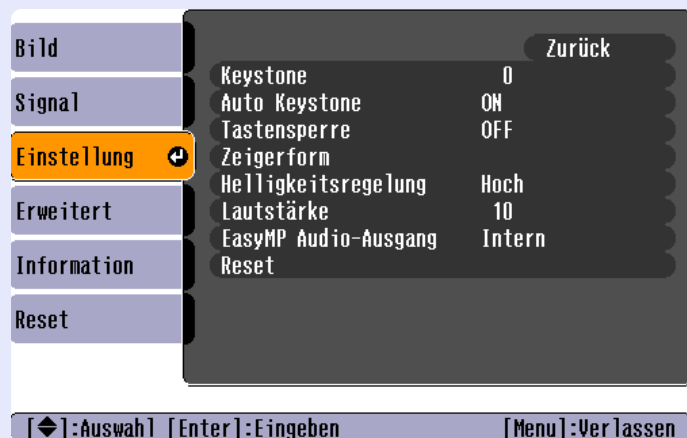 Bild
Signal
Einstellung
Erweitert
Information
Reset
Zurück
Keystone 0
Auto Keystone ON
Tastensperre OFF
Zeigerform
Helligkeitsregelung Hoch
Lautstärke 10
EasyMP Audio-Ausgang Intern
Reset
[◆]:Auswahl [Enter]:Eingeben [Menu]:Verlassen